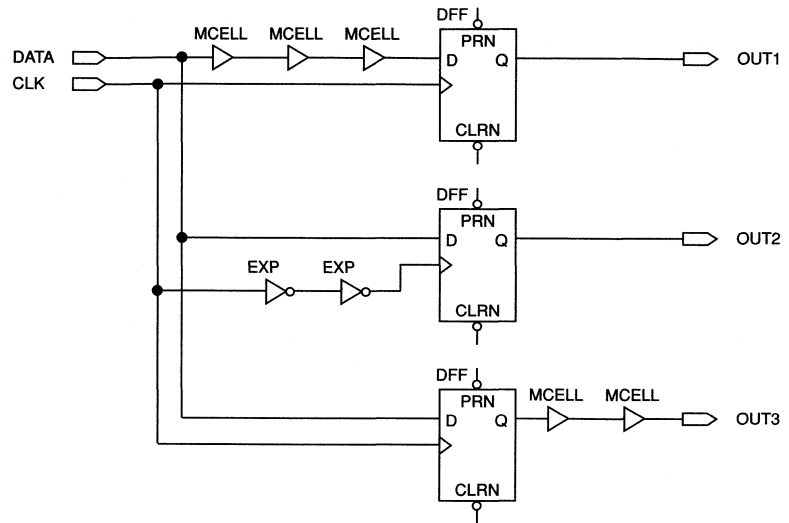 DFF
MCELL MCELL MCELL
PRN
DATA D Q OUT1
CLK
CLRN
DFF
PRN
D Q OUT2
EXP EXP
CLRN
DFF
PRN MCELL MCELL
D Q OUT3
CLRN